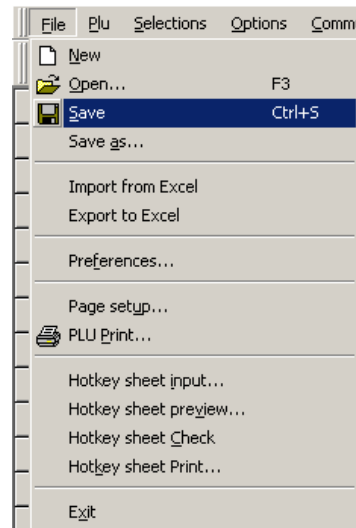 File Plu Selections Options Comm
New
Open... F3
Save Ctrl+S
Save as...
Import from Excel
Export to Excel
Preferences...
Page setup...
PLU Print...
Hotkey sheet input...
Hotkey sheet preview...
Hotkey sheet Check
Hotkey sheet Print...
Exit